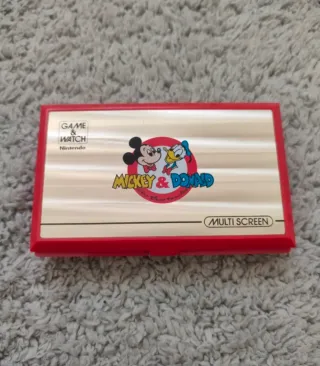 GAME
&
WATCH
Nintendo
MICKEY & DONALD
MULTI SCREEN